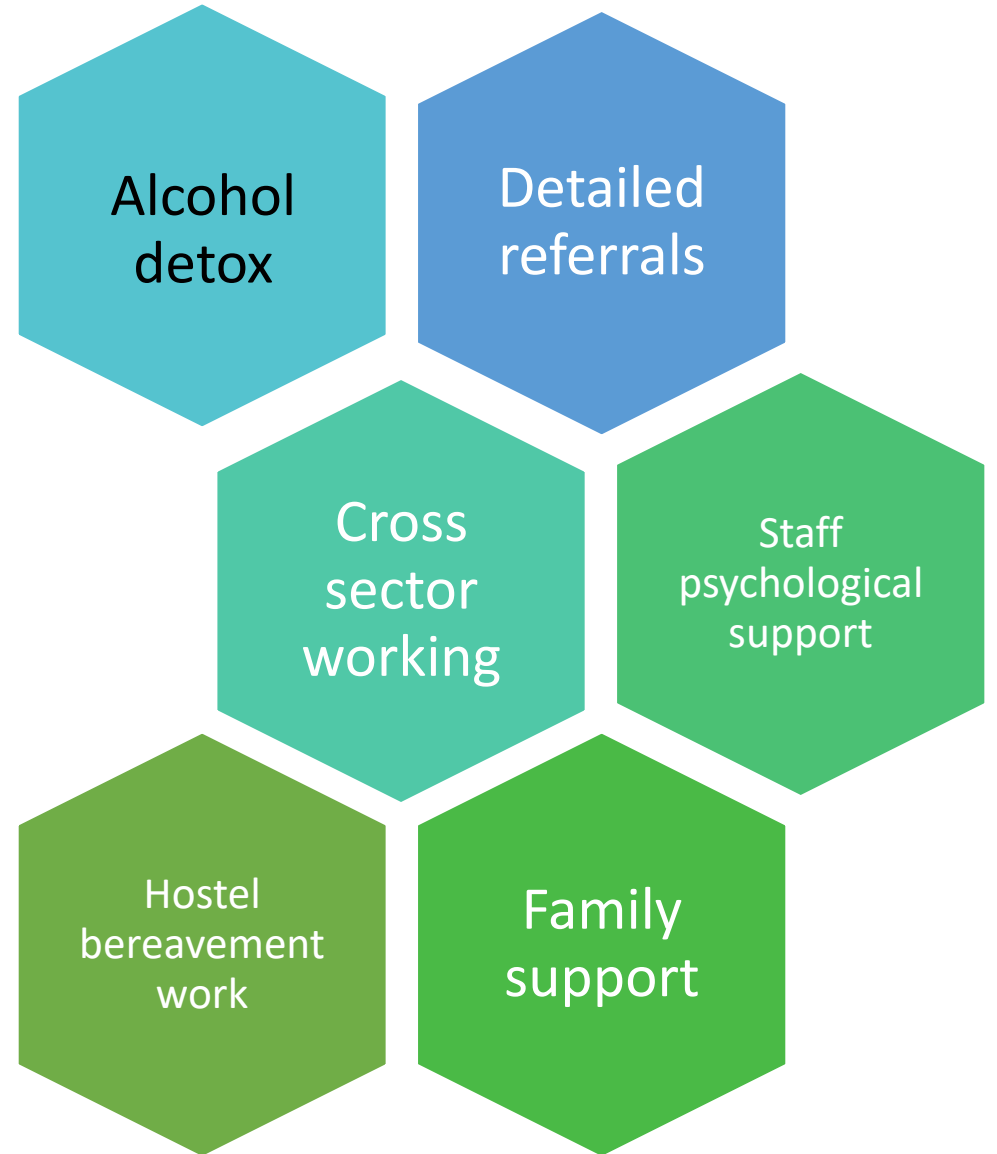 Alcohol
detox
Detailed
referrals
Cross
sector
working
Staff
psychological
support
Hostel
bereavement
work
Family
support